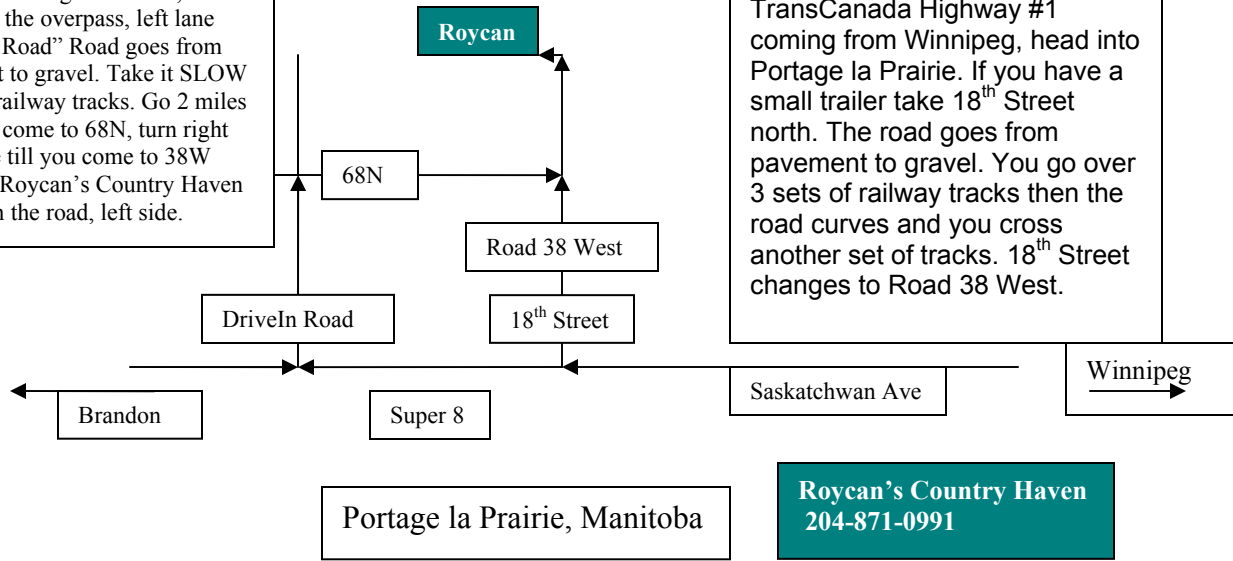 the overpass, left lane
Road” Road goes from
to gravel. Take it SLOW
railway tracks. Go 2 miles
come to 68N, turn right
till you come to 38W
Roycan’s Country Haven
the road, left side.
Roycan
TransCanada Highway #1
coming from Winnipeg, head into
Portage la Prairie. If you have a
small trailer take 18th Street
north. The road goes from
pavement to gravel. You go over
3 sets of railway tracks then the
road curves and you cross
another set of tracks. 18th Street
changes to Road 38 West.
68N
Road 38 West
DriveIn Road
18th Street
Winnipeg
Brandon
Super 8
Saskatchwan Ave
Portage la Prairie, Manitoba
Roycan’s Country Haven
204-871-0991